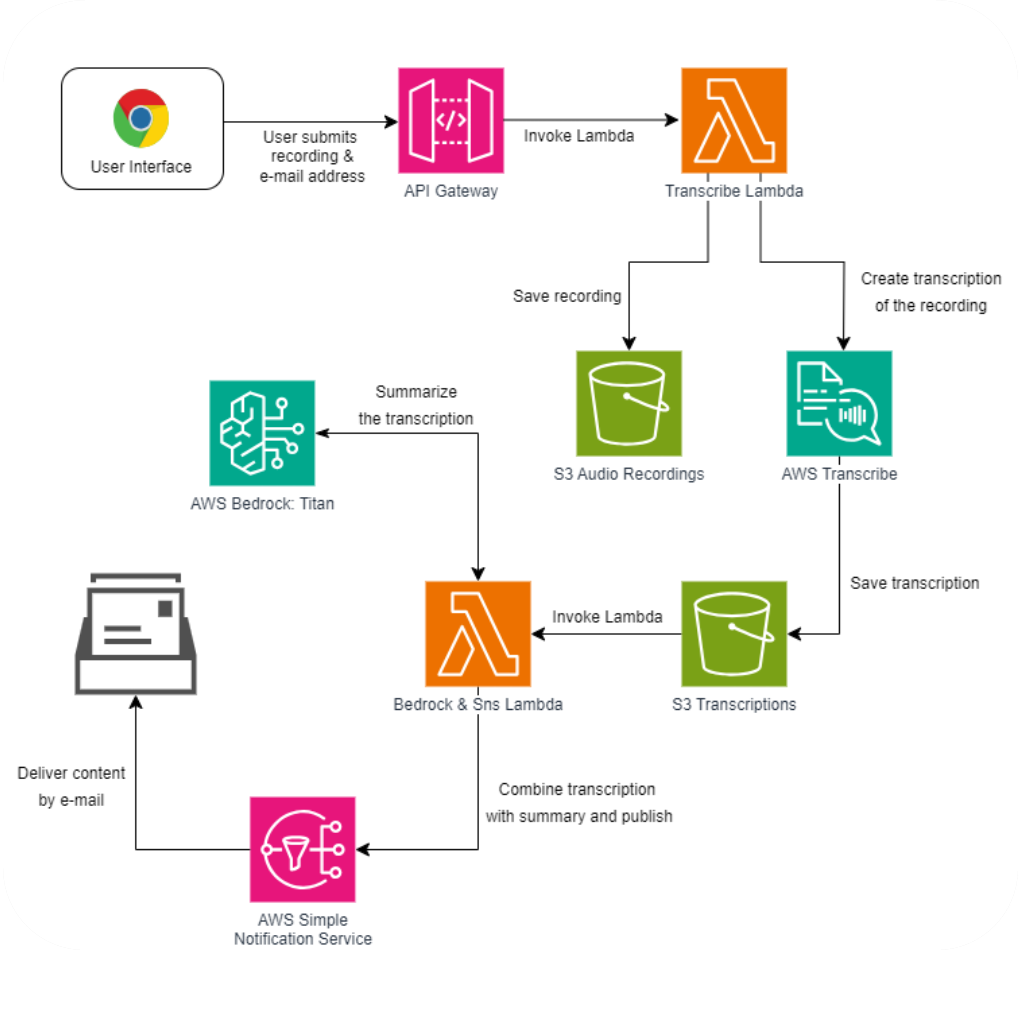 User Interface
User submits
recording &
e-mail address
</>
API Gateway
Invoke Lambda
Transcribe Lambda
Save recording
Create transcription
of the recording
S3 Audio Recordings
AWS Transcribe
Summarize
the transcription
AWS Bedrock: Titan
Save transcription
Invoke Lambda
Bedrock & Sns Lambda
S3 Transcriptions
Deliver content
by e-mail
Combine transcription
with summary and publish
AWS Simple
Notification Service